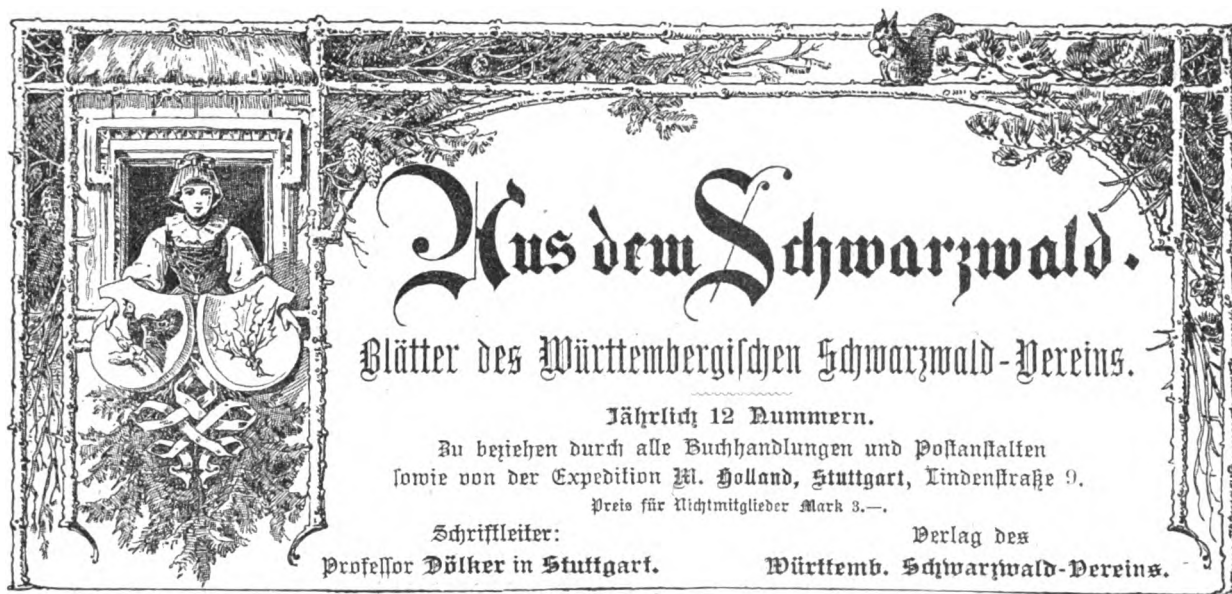 Aus dem Schwarzwald.
Blätter des Württembergischen Schwarzwald-Vereins.
Jährlich 12 Nummern.
Zu beziehen durch alle Buchhandlungen und Postanstalten
sowie von der Expedition M. Holland, Stuttgart, Lindenstraße 9.
Preis für Nichtmitglieder Mark 3.—.
Schriftleiter:
Professor Dölker in Stuttgart.
Verlag des
Württemb. Schwarzwald-Vereins.